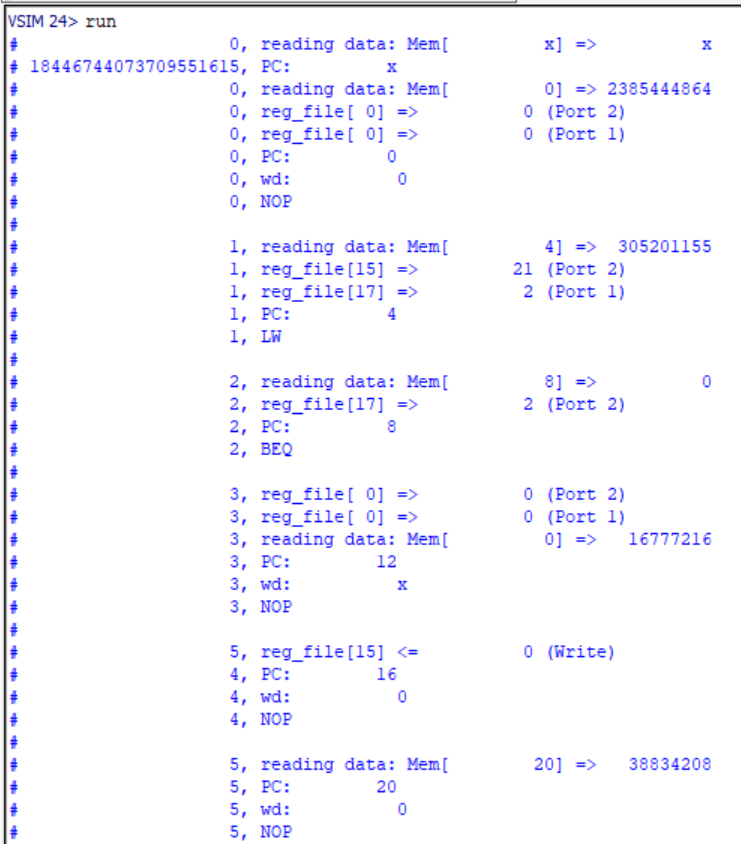 VSIM 24> run
#                    0, reading data: Mem[         x] =>          x
# 18446744073709551615, PC:          x
#                    0, reading data: Mem[         0] => 2385444864
#                    0, reg_file[ 0] =>          0 (Port 2)
#                    0, reg_file[ 0] =>          0 (Port 1)
#                    0, PC:          0
#                    0, wd:          0
#                    0, NOP
#
#                    1, reading data: Mem[         4] =>  305201155
#                    1, reg_file[15] =>         21 (Port 2)
#                    1, reg_file[17] =>          2 (Port 1)
#                    1, PC:          4
#                    1, LW
#
#                    2, reading data: Mem[         8] =>          0
#                    2, reg_file[17] =>          2 (Port 2)
#                    2, PC:          8
#                    2, BEQ
#
#                    3, reg_file[ 0] =>          0 (Port 2)
#                    3, reg_file[ 0] =>          0 (Port 1)
#                    3, reading data: Mem[         0] =>   16777216
#                    3, PC:         12
#                    3, wd:          x
#                    3, NOP
#
#                    5, reg_file[15] <=          0 (Write)
#                    4, PC:         16
#                    4, wd:          0
#                    4, NOP
#
#                    5, reading data: Mem[        20] =>   38834208
#                    5, PC:         20
#                    5, wd:          0
#                    5, NOP